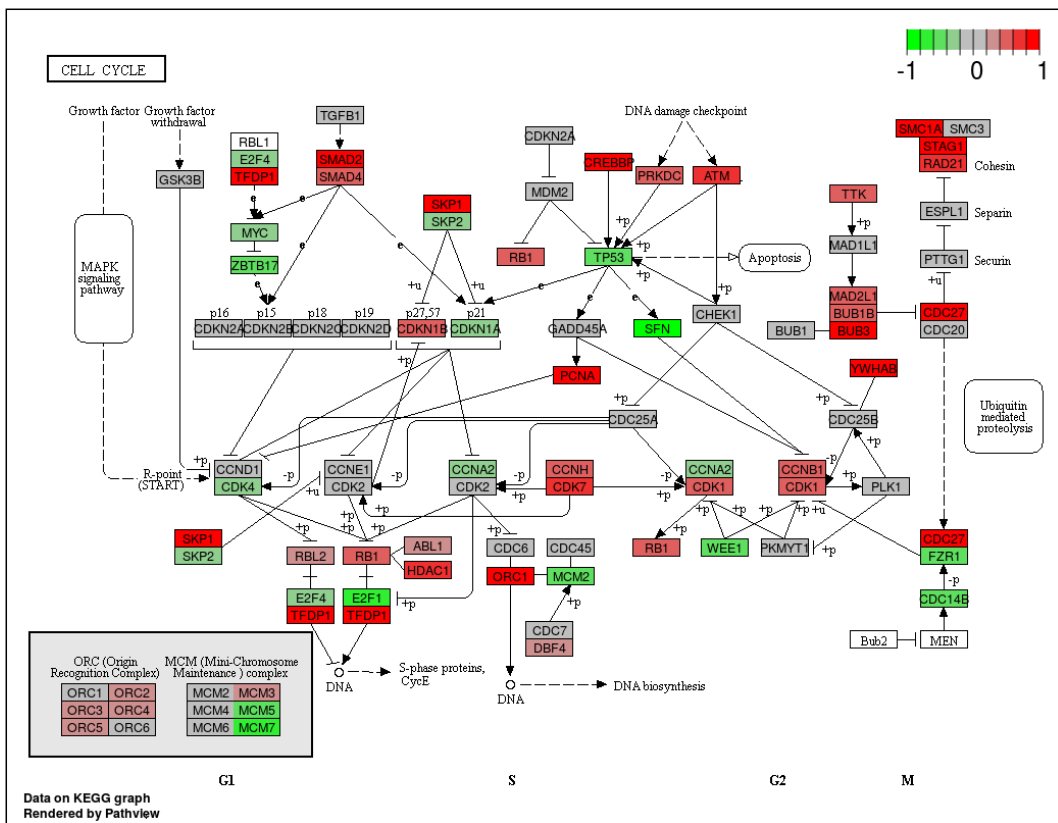 CELL CYCLE
-1 0 1
Growth factor
Growth factor
withdrawal
TGFB1
DNA damage checkpoint
RBL1
E2F4
TFDP1
SMAD2
SMAD4
CDKN2A
CREBBP
PRKDC
ATM
SMC1A SMC3
STAG1
RAD21
Cohesin
GSK3B
MDM2
TTK
SKP1
SKP2
e
e
+p
+p
ESPL1
Separin
MYC
RB1
TP53
+p
+p
MAD1L1
MAPK
signaling
pathway
ZBTB17
e
e
Apoptosis
PTTG1
Securin
+u
+u
e
e
+p
+u
MAD2L1
BUB1B
BUB3
BUB1
CDC27
CDC20
p16
p15
p18
p19
p27,57
p21
CDKN2A
CDKN2B
CDKN2C
CDKN2D
CDKN1B
CDKN1A
GADD45A
SFN
CHEK1
+p
PCNA
YWHAB
Ubiquitin
mediated
proteolysis
+p
+p
CDC25A
CDC25B
-p
+p
R-point
(START)
+p
CCND1
CDK4
-p
CCNE1
CDK2
-p
CCNA2
CDK2
-p
+p
CCNH
CDK7
-p
+p
CCNA2
CDK1
CCNB1
CDK1
-p
+p
PLK1
+u
+p
+p
+p
+p
+p
+p
+p
+p
+p
+u
SKP1
SKP2
RBL2
RB1
ABL1
HDAC1
CDC6
CDC45
RB1
WEE1
PKMYT1
+p
CDC27
FZR1
ORC1
MCM2
-p
E2F4
TFDP1
E2F1
TFDP1
+p
+p
CDC14B
CDC7
DBF4
Bub2
MEN
ORC (Origin
Recognition Complex)
MCM (Mini-Chromosome
Maintenance ) complex
ORC1 ORC2
ORC3 ORC4
ORC5 ORC6
MCM2 MCM3
MCM4 MCM5
MCM6 MCM7
DNA
S-phase proteins,
CycE
DNA
DNA biosynthesis
G1
S
G2
M
Data on KEGG graph
Rendered by Pathview